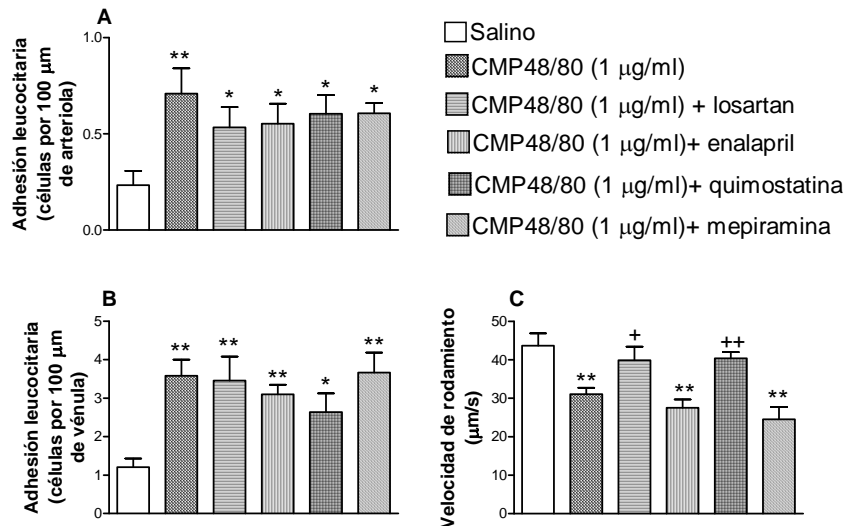 A
Adhesión leucocitaria
(células por 100 μm
de arteriola)
1.0
0.5
0.0
**
*
*
*
*
Salino
CMP48/80 (1 μg/ml)
CMP48/80 (1 μg/ml) + losartan
CMP48/80 (1 μg/ml)+ enalapril
CMP48/80 (1 μg/ml)+ quimostatina
CMP48/80 (1 μg/ml)+ mepiramina
B
Adhesión leucocitaria
(células por 100 μm
de vénula)
5
4
3
2
1
0
**
**
**
*
**
C
Velocidad de rodamiento
(μm/s)
50
40
30
20
10
0
**
+
**
++
**